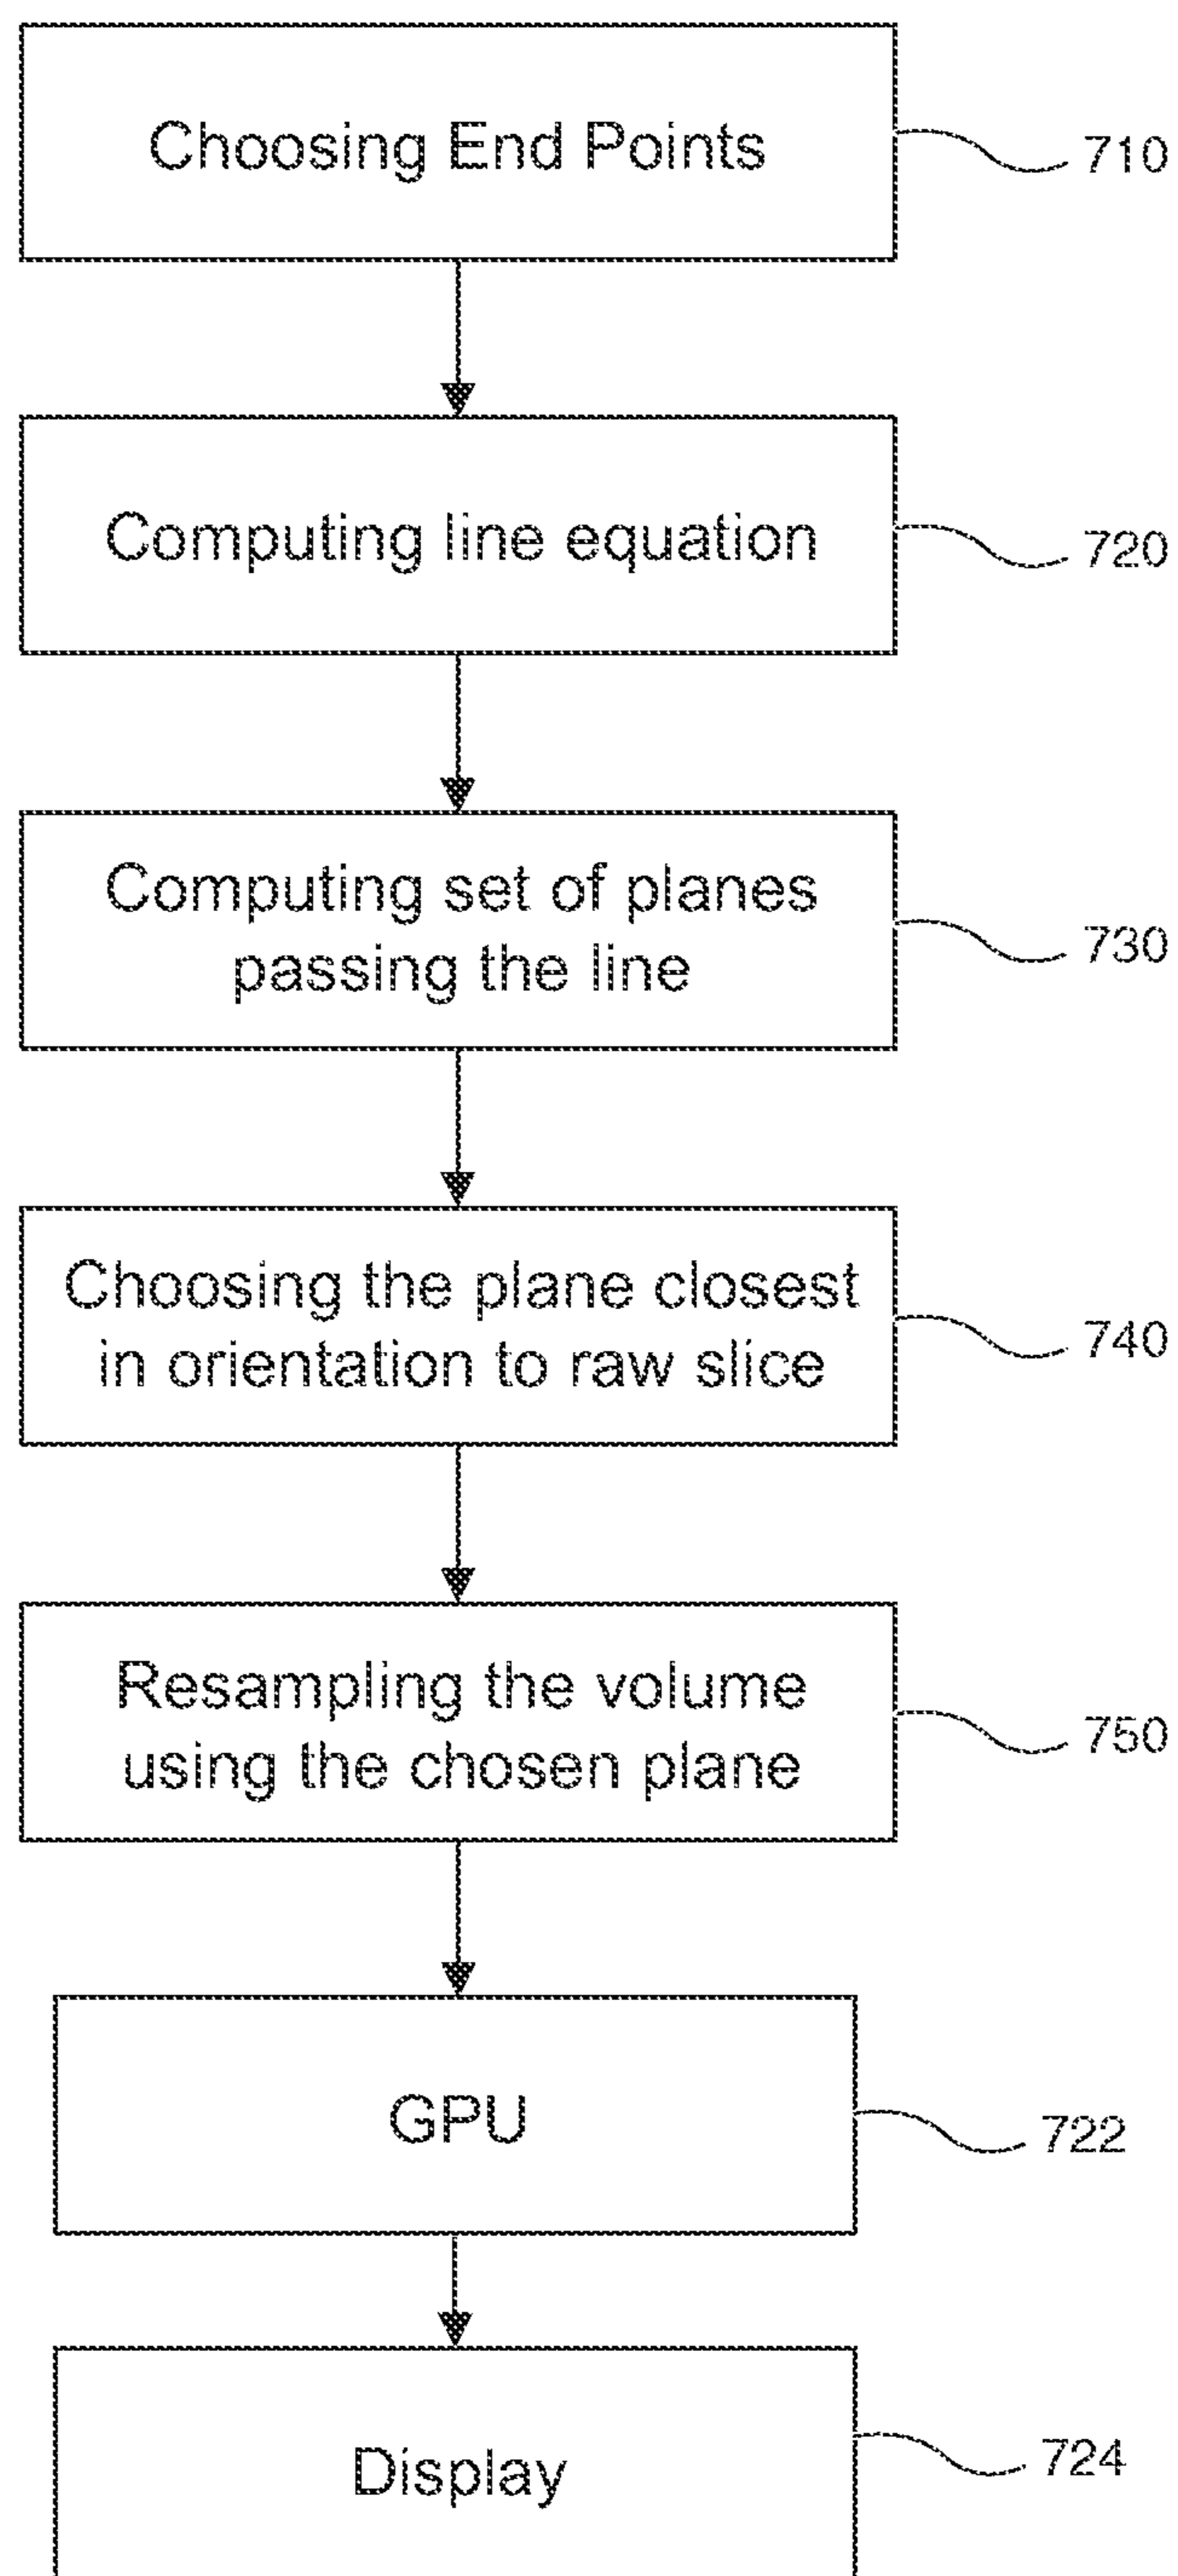 Choosing End Points
710
Computing line equation
720
Computing set of planes
passing the line
730
Choosing the plane closest
in orientation to raw slice
740
Resampling the volume
using the chosen plane
750
GPU
722
Display
724